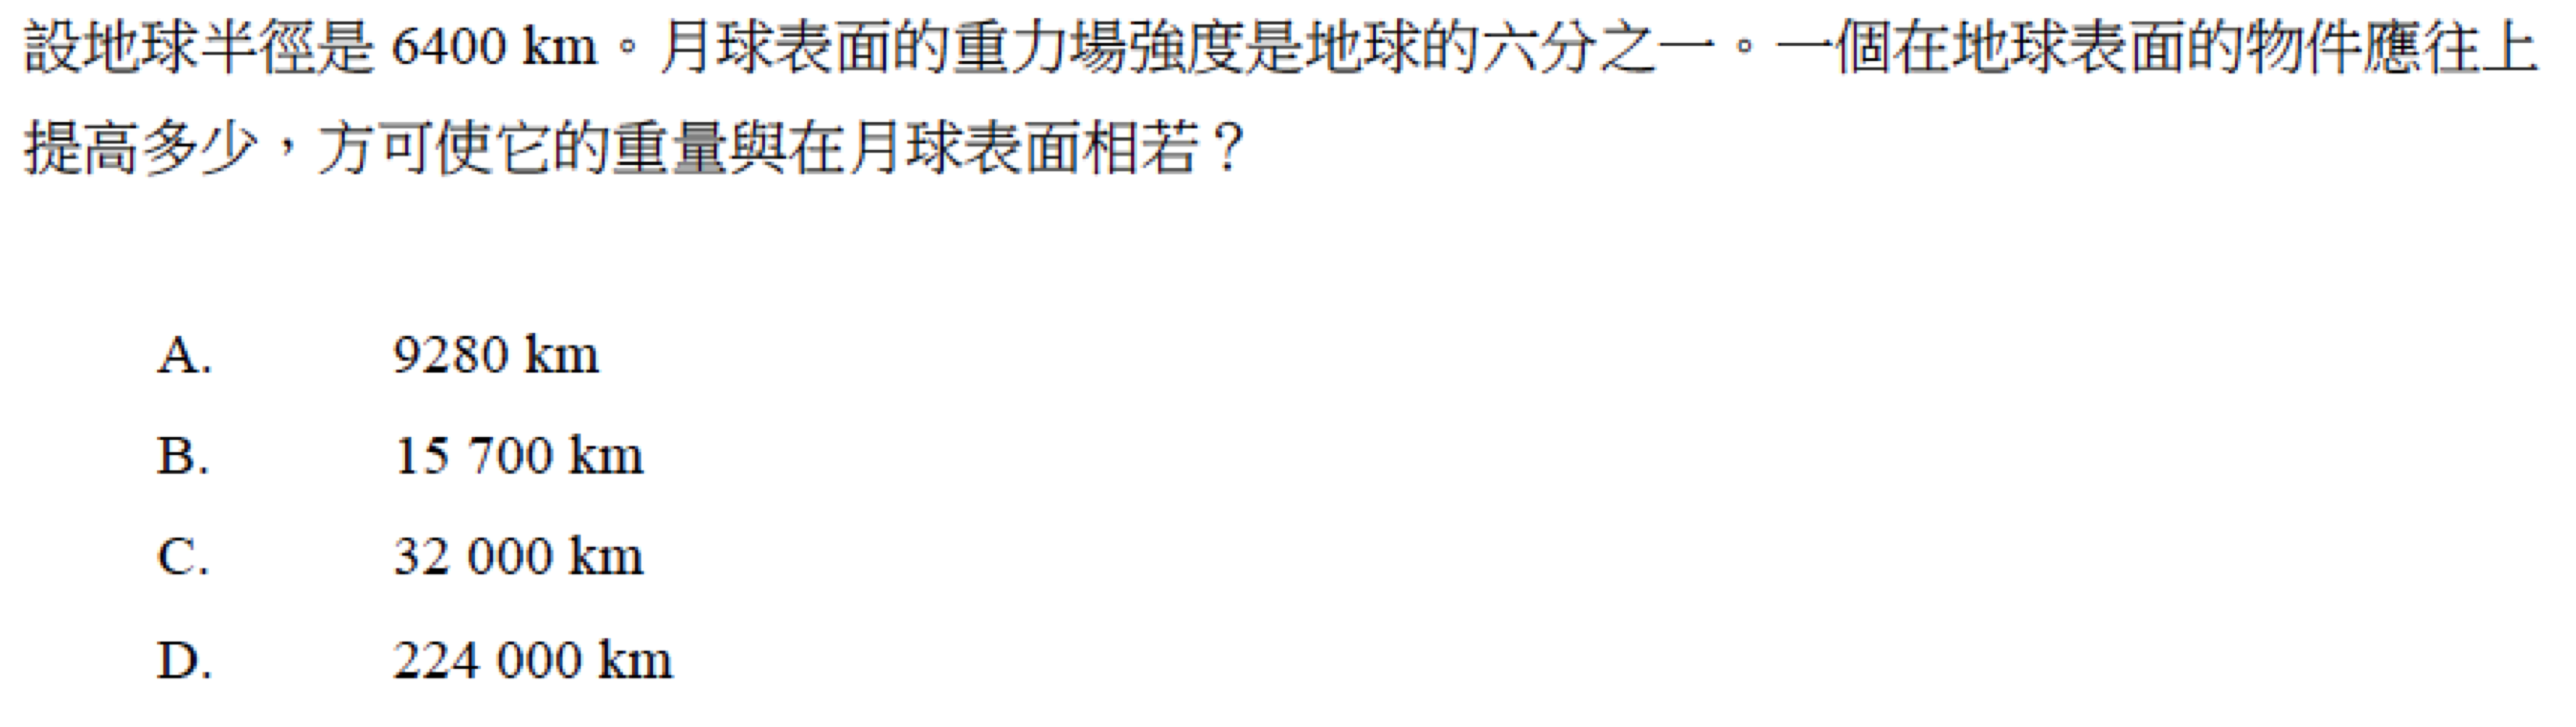 設地球半徑是 6400 km。月球表面的重力場強度是地球的六分之一。一個在地球表面的物件應往上
提高多少，方可使它的重量與在月球表面相若？
A. 9280 km
B. 15 700 km
C. 32 000 km
D. 224 000 km